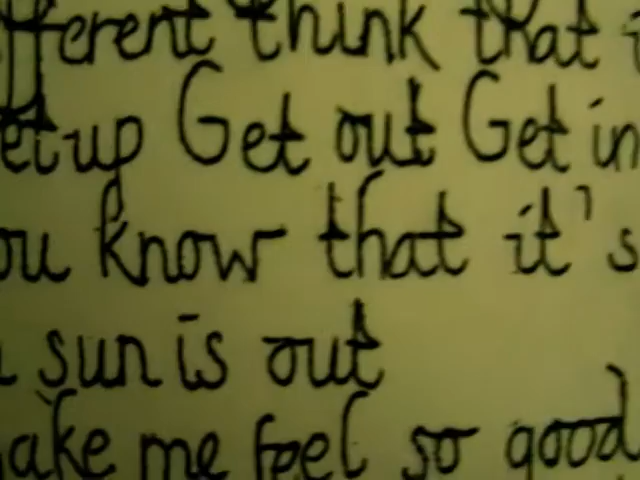 fferent think that i
etup Get out Get in
ou know that it's
sun is out
ake me feel so good